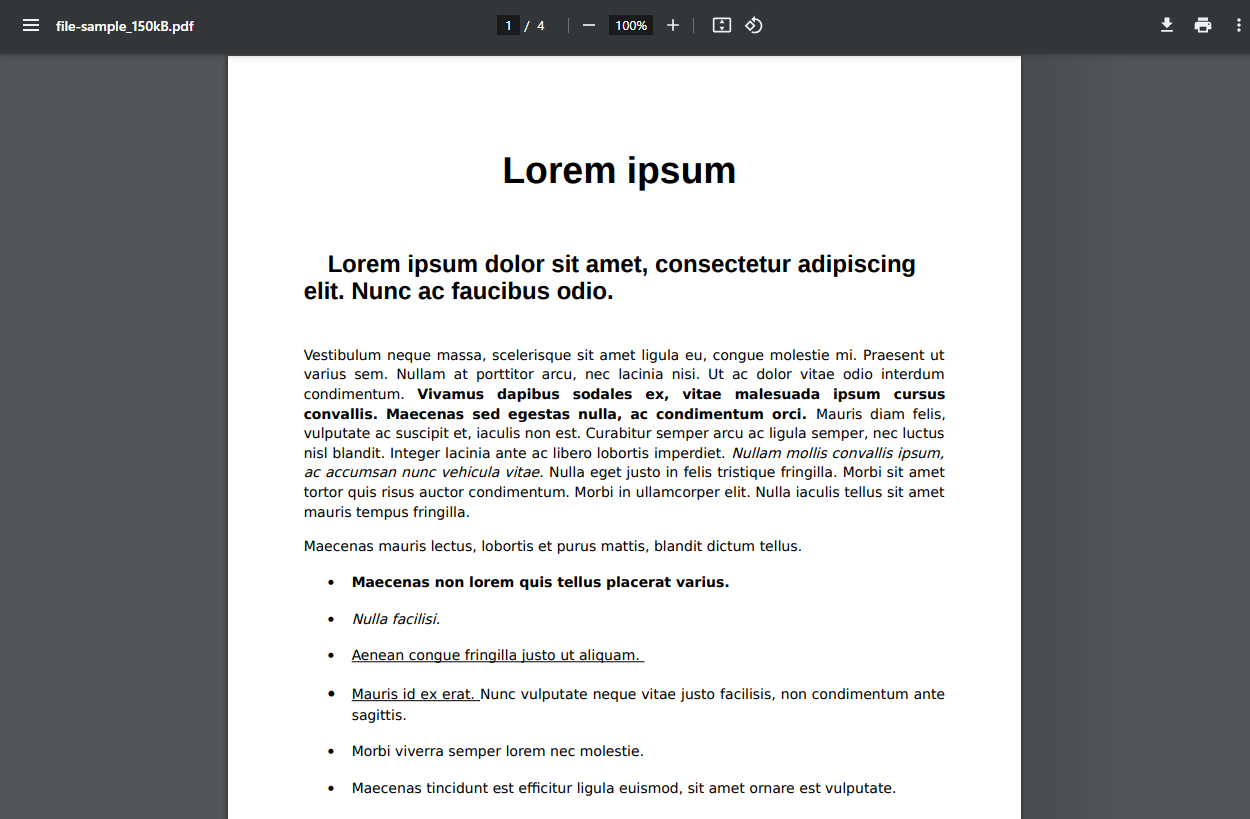 file-sample_150kB.pdf
1 / 4
100%
Lorem ipsum
Lorem ipsum dolor sit amet, consectetur adipiscing
elit. Nunc ac faucibus odio.
Vestibulum neque massa, scelerisque sit amet ligula eu, congue molestie mi. Praesent ut
varius sem. Nullam at porttitor arcu, nec lacinia nisi. Ut ac dolor vitae odio interdum
condimentum. Vivamus dapibus sodales ex, vitae malesuada ipsum cursus
convallis. Maecenas sed egestas nulla, ac condimentum orci. Mauris diam felis,
vulputate ac suscipit et, iaculis non est. Curabitur semper arcu ac ligula semper, nec luctus
nisl blandit. Integer lacinia ante ac libero lobortis imperdiet. Nullam mollis convallis ipsum,
ac accumsan nunc vehicula vitae. Nulla eget justo in felis tristique fringilla. Morbi sit amet
tortor quis risus auctor condimentum. Morbi in ullamcorper elit. Nulla iaculis tellus sit amet
mauris tempus fringilla.
Maecenas mauris lectus, lobortis et purus mattis, blandit dictum tellus.
• Maecenas non lorem quis tellus placerat varius.
• Nulla facilisi.
• Aenean congue fringilla justo ut aliquam.
• Mauris id ex erat. Nunc vulputate neque vitae justo facilisis, non condimentum ante
sagittis.
• Morbi viverra semper lorem nec molestie.
• Maecenas tincidunt est efficitur ligula euismod, sit amet ornare est vulputate.